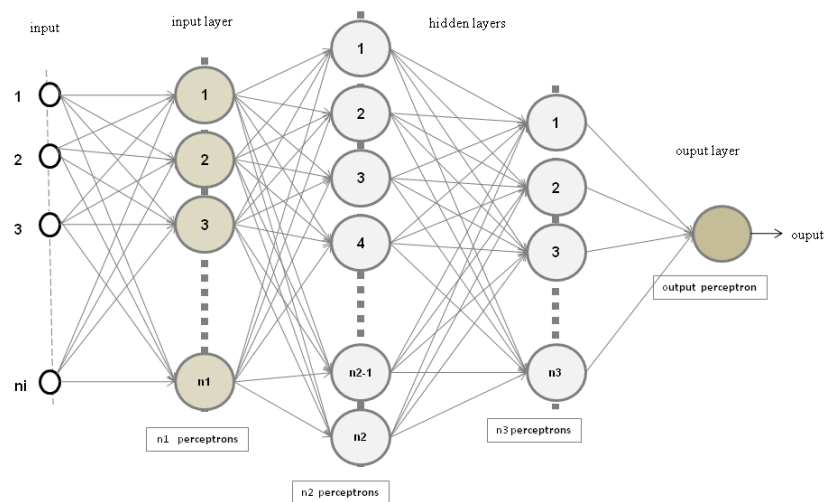 input
input layer
hidden layers
ouput layer
1
2
3
ni
1
2
3
n1
1
2
3
4
n2-1
n2
1
2
3
n3
ouput
output perceptron
n1 perceptrons
n2 perceptrons
n3 perceptrons